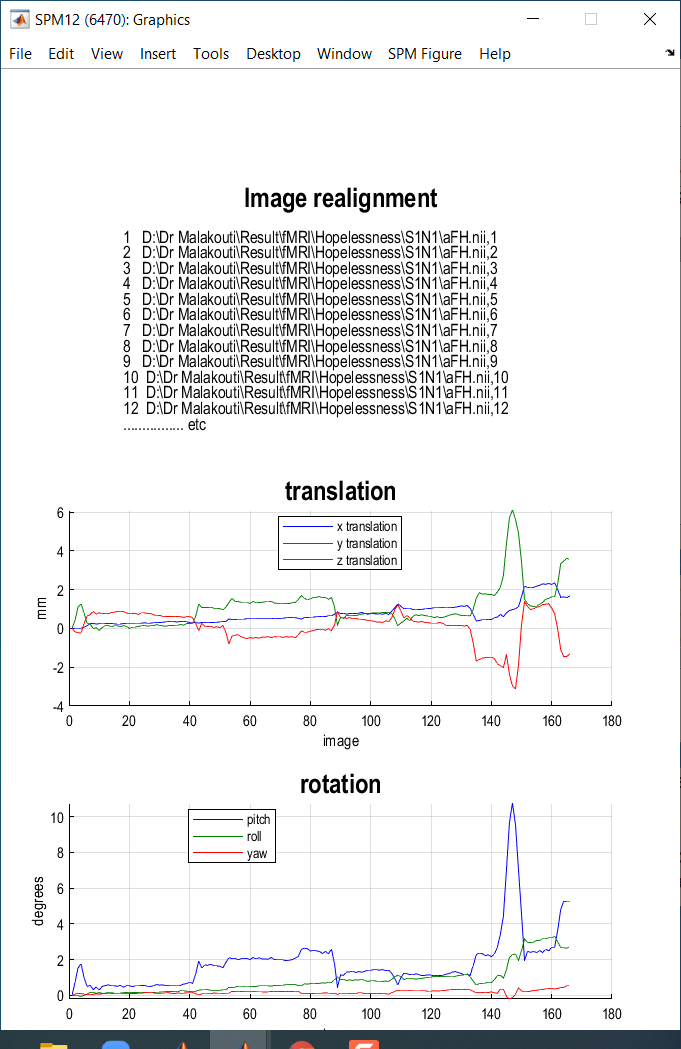 SPM12 (6470): Graphics
File Edit View Insert Tools Desktop Window SPM Figure Help
Image realignment
1 D:\Dr Malakouti\Result\fMRI\Hopelessness\S1N1\aFH.nii,1
2 D:\Dr Malakouti\Result\fMRI\Hopelessness\S1N1\aFH.nii,2
3 D:\Dr Malakouti\Result\fMRI\Hopelessness\S1N1\aFH.nii,3
4 D:\Dr Malakouti\Result\fMRI\Hopelessness\S1N1\aFH.nii,4
5 D:\Dr Malakouti\Result\fMRI\Hopelessness\S1N1\aFH.nii,5
6 D:\Dr Malakouti\Result\fMRI\Hopelessness\S1N1\aFH.nii,6
7 D:\Dr Malakouti\Result\fMRI\Hopelessness\S1N1\aFH.nii,7
8 D:\Dr Malakouti\Result\fMRI\Hopelessness\S1N1\aFH.nii,8
9 D:\Dr Malakouti\Result\fMRI\Hopelessness\S1N1\aFH.nii,9
10 D:\Dr Malakouti\Result\fMRI\Hopelessness\S1N1\aFH.nii,10
11 D:\Dr Malakouti\Result\fMRI\Hopelessness\S1N1\aFH.nii,11
12 D:\Dr Malakouti\Result\fMRI\Hopelessness\S1N1\aFH.nii,12
................ etc
translation
6
4
2
0
-2
-4
mm
x translation
y translation
z translation
0 20 40 60 80 100 120 140 160 180
image
rotation
10
8
6
4
2
0
degrees
pitch
roll
yaw
0 20 40 60 80 100 120 140 160 180